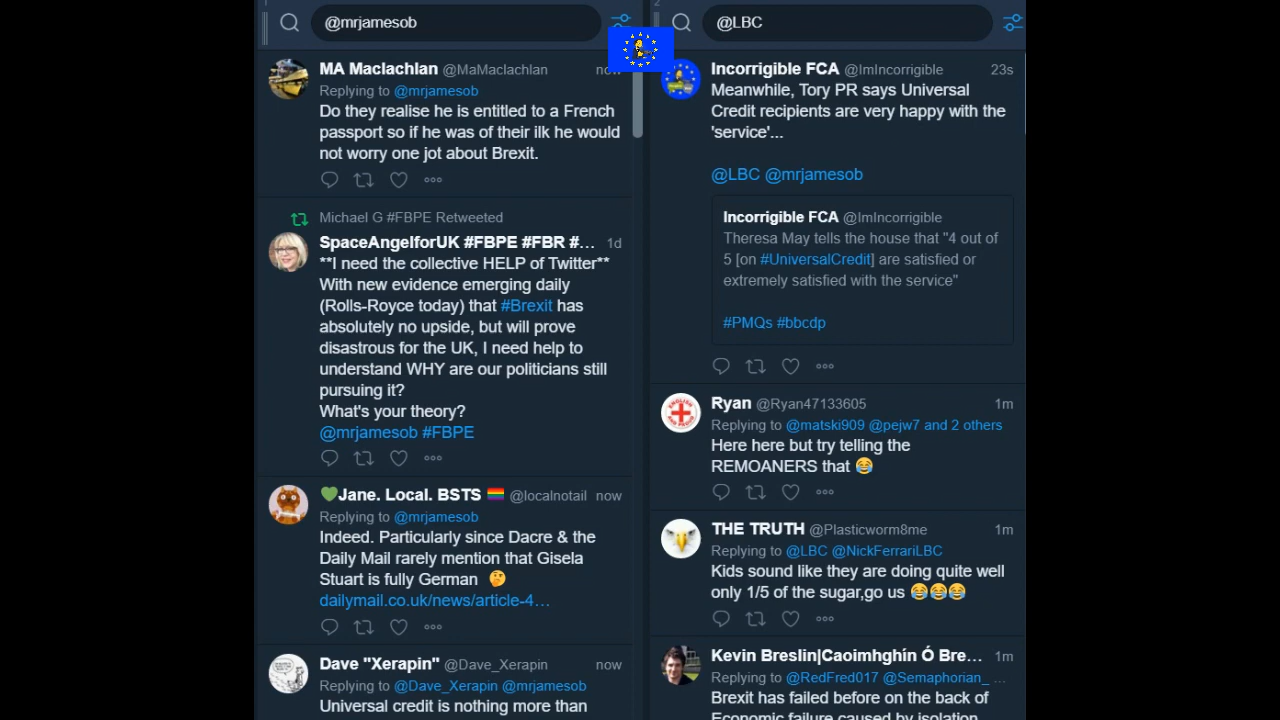 @mrjamesob
MA Maclachlan @MaMaclachlan now
Replying to @mrjamesob
Do they realise he is entitled to a French
passport so if he was of their ilk he would
not worry one jot about Brexit.
Michael G #FBPE Retweeted
SpaceAngelforUK #FBPE #FBR #... 1d
**I need the collective HELP of Twitter**
With new evidence emerging daily
(Rolls-Royce today) that #Brexit has
absolutely no upside, but will prove
disastrous for the UK, I need help to
understand WHY are our politicians still
pursuing it?
What's your theory?
@mrjamesob #FBPE
💚Jane. Local. BSTS 🏳️‍🌈 @localnotail now
Replying to @mrjamesob
Indeed. Particularly since Dacre & the
Daily Mail rarely mention that Gisela
Stuart is fully German 🤔
dailymail.co.uk/news/article-4…
Dave "Xerapin" @Dave_Xerapin now
Replying to @Dave_Xerapin @mrjamesob
Universal credit is nothing more than
2
@LBC
Incorrigible FCA @ImIncorrigible 23s
Meanwhile, Tory PR says Universal
Credit recipients are very happy with the
'service'...
@LBC @mrjamesob
Incorrigible FCA @ImIncorrigible
Theresa May tells the house that "4 out of
5 [on #UniversalCredit] are satisfied or
extremely satisfied with the service"
#PMQs #bbcdp
Ryan @Ryan47133605 1m
Replying to @matski909 @pejw7 and 2 others
Here here but try telling the
REMOANERS that 😂
THE TRUTH @Plasticworm8me 1m
Replying to @LBC @NickFerrariLBC
Kids sound like they are doing quite well
only 1/5 of the sugar,go us 😂😂😂
Kevin Breslin|Caoimhghín Ó Bre... 1m
Replying to @RedFred017 @Semaphorian_ ...
Brexit has failed before on the back of
Economic failure caused by isolation